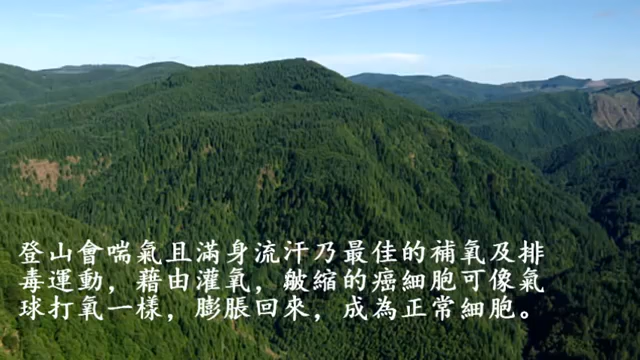 登山會喘氣且滿身流汗乃最佳的補氧及排
毒運動，藉由灌氧，皴縮的癌細胞可像氣
球打氧一樣，膨脹回來，成為正常細胞。